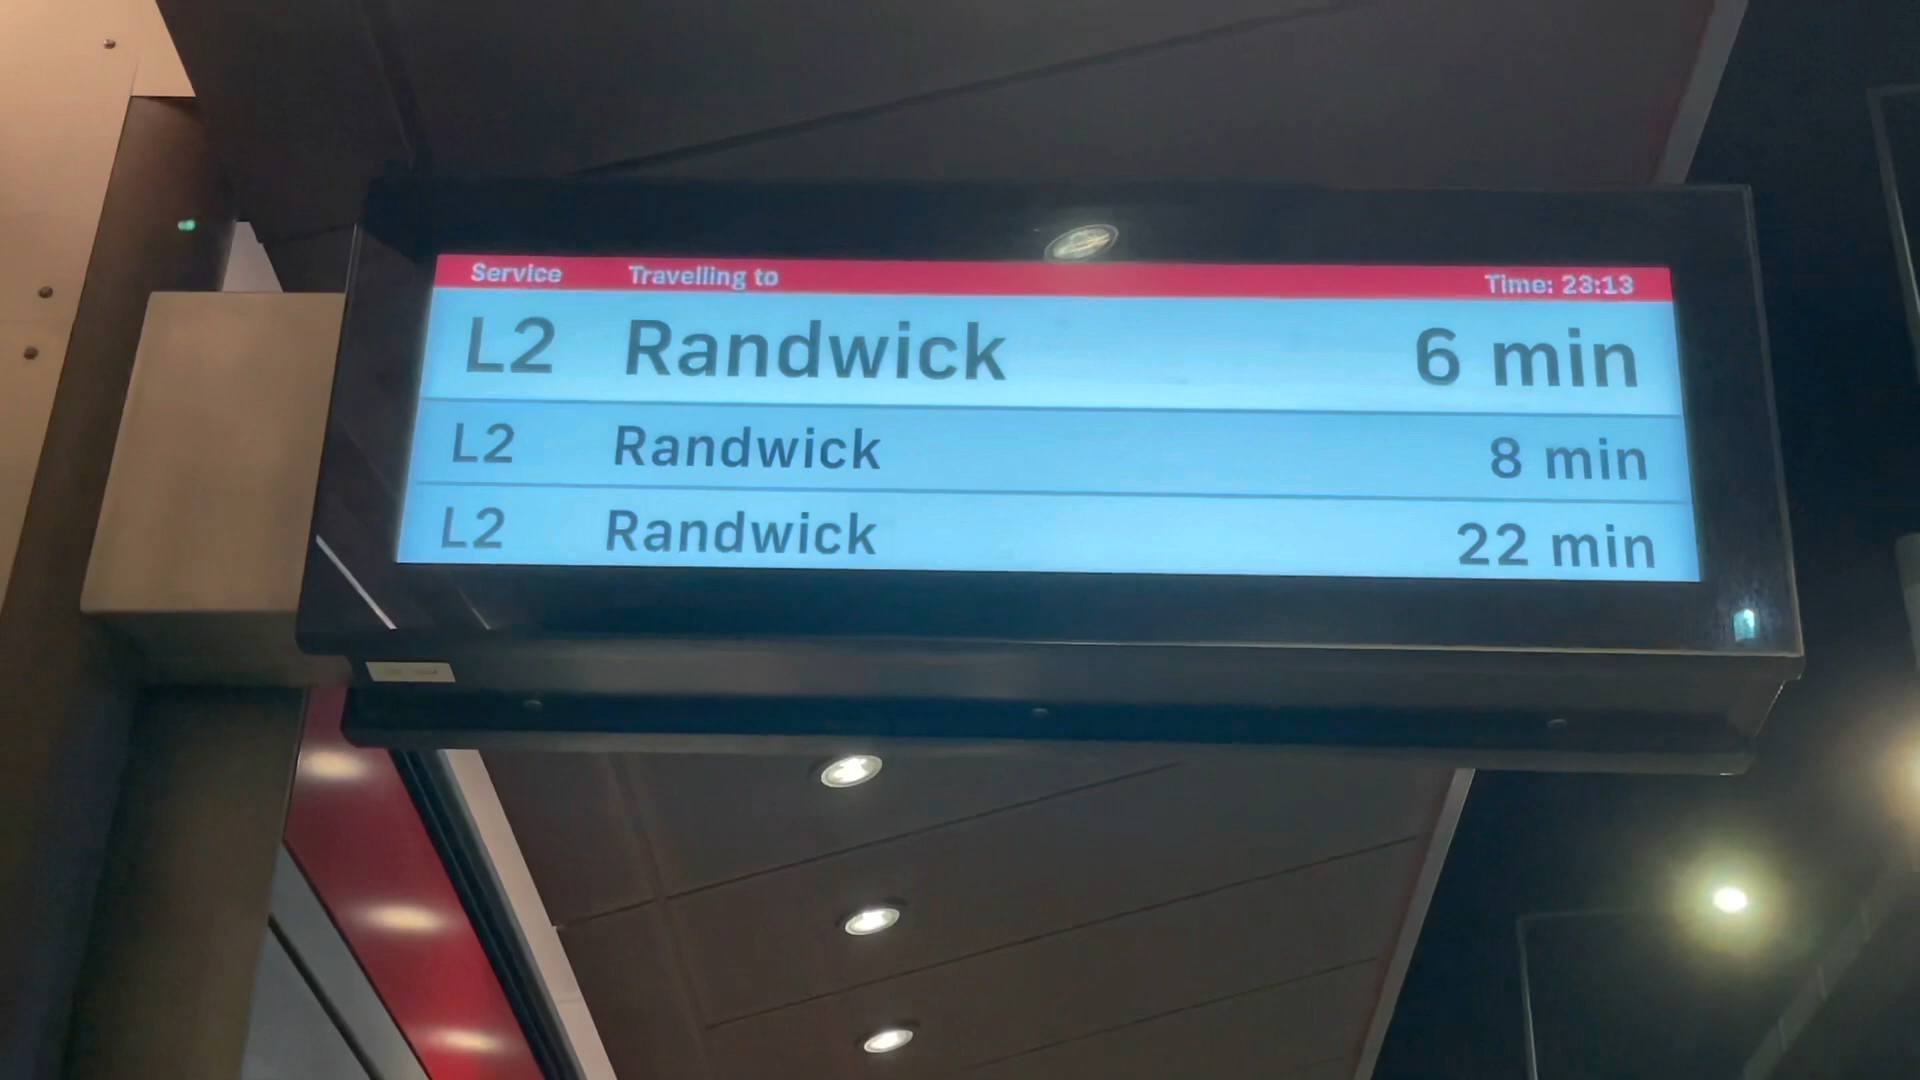 Service Travelling to Time: 23:13
L2 Randwick 6 min
L2 Randwick 8 min
L2 Randwick 22 min